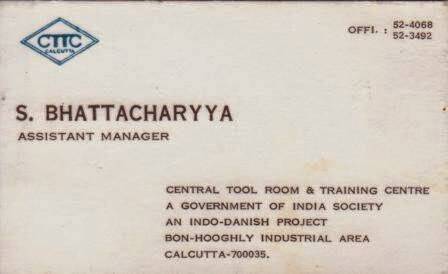 CTTC
CALCUTTA
OFFI. : 52-4068
52-3492
S. BHATTACHARYYA
ASSISTANT MANAGER
CENTRAL TOOL ROOM & TRAINING CENTRE
A GOVERNMENT OF INDIA SOCIETY
AN INDO-DANISH PROJECT
BON-HOOGHLY INDUSTRIAL AREA
CALCUTTA-700035.